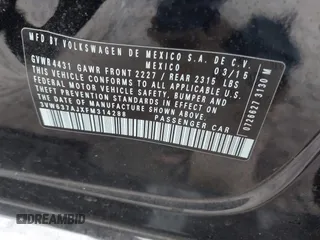 MFD BY VOLKSWAGEN DE MEXICO S.A. DE C.V.
MEXICO 03/15
GVWR 4431 GAWR FRONT 2227 / REAR 2315 LBS
THIS VEHICLE CONFORMS TO ALL APPLICABLE U.S.
FEDERAL MOTOR VEHICLE SAFETY, BUMPER, AND
THEFT PREVENTION STANDARDS IN EFFECT ON THE
DATE OF MANUFACTURE SHOWN ABOVE.
PASSENGER CAR
3130 M
DREAMBID